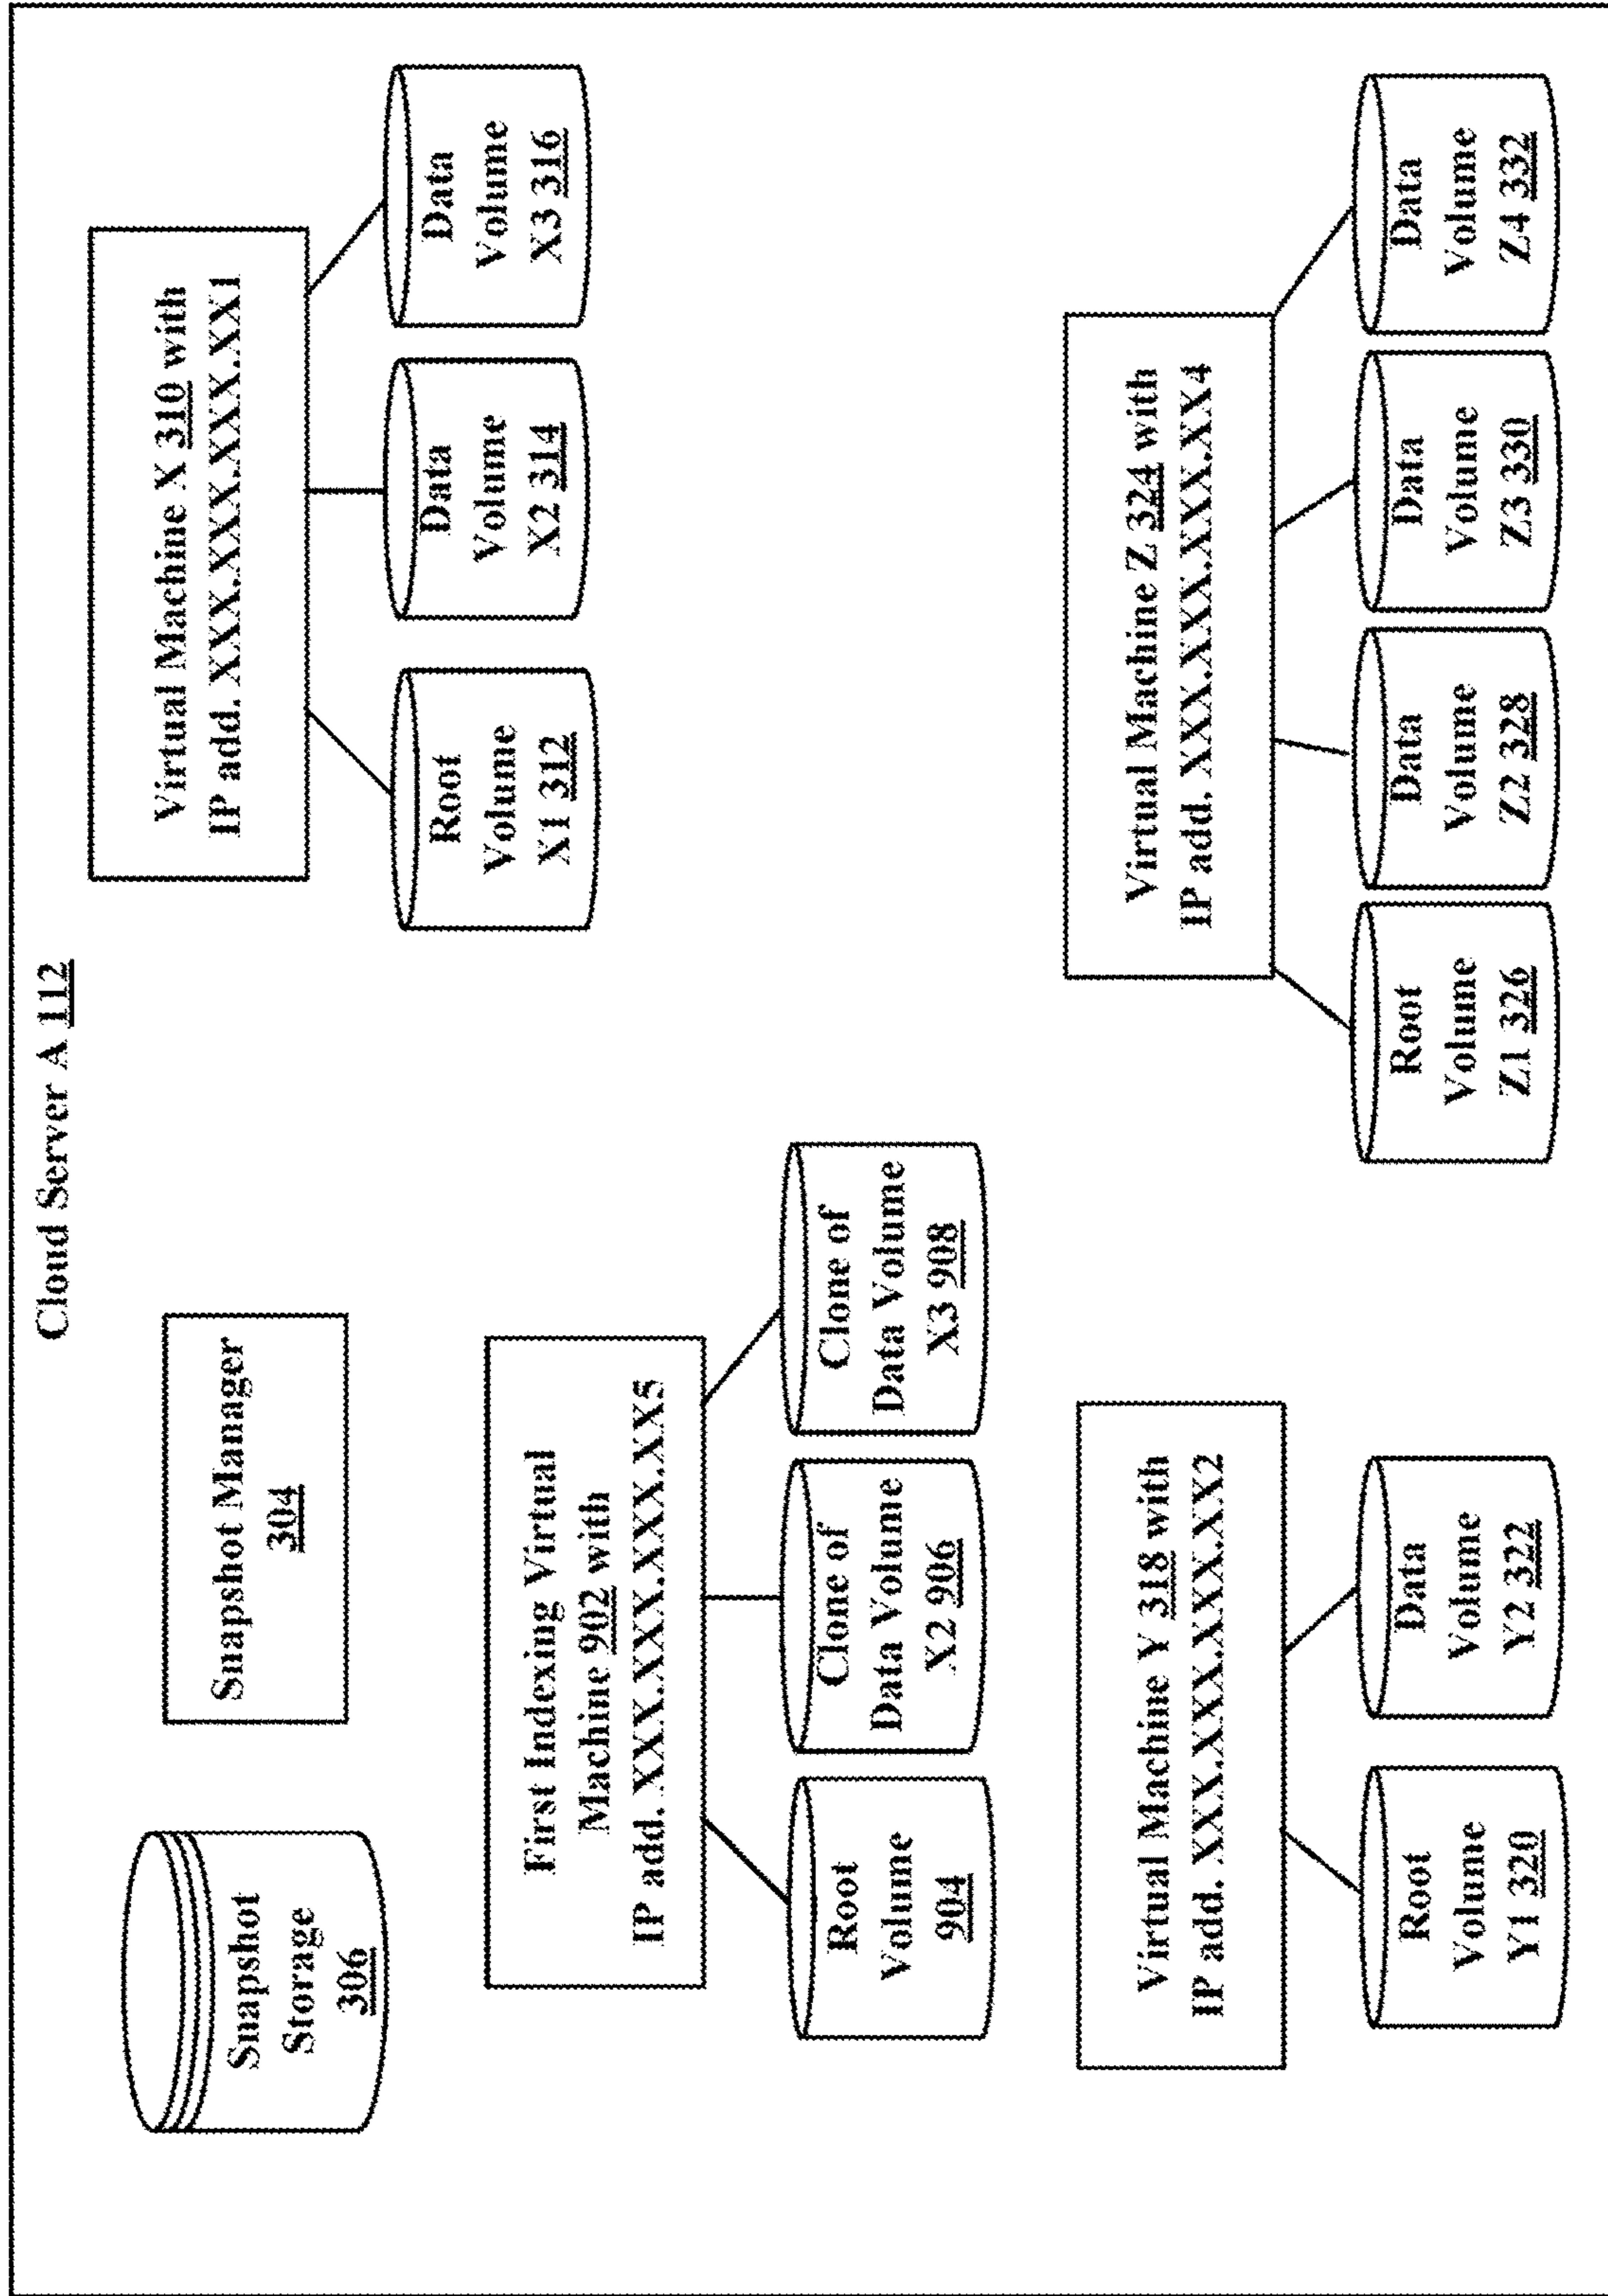 Cloud Server A 112
Snapshot
Storage
306
Snapshot Manager
304
Virtual Machine X 310 with
IP add. XXX.XXX.XXX.XX1
Root
Volume
X1 312
Data
Volume
X2 314
Data
Volume
X3 316
First Indexing Virtual
Machine 902 with
IP add. XXX.XXX.XXX.XX5
Root
Volume
904
Clone of
Data Volume
X2 906
Clone of
Data Volume
X3 908
Virtual Machine Y 318 with
IP add. XXX.XXX.XXX.XX2
Root
Volume
Y1 320
Data
Volume
Y2 322
Virtual Machine Z 324 with
IP add. XXX.XXX.XXX.XX4
Root
Volume
Z1 326
Data
Volume
Z2 328
Data
Volume
Z3 330
Data
Volume
Z4 332